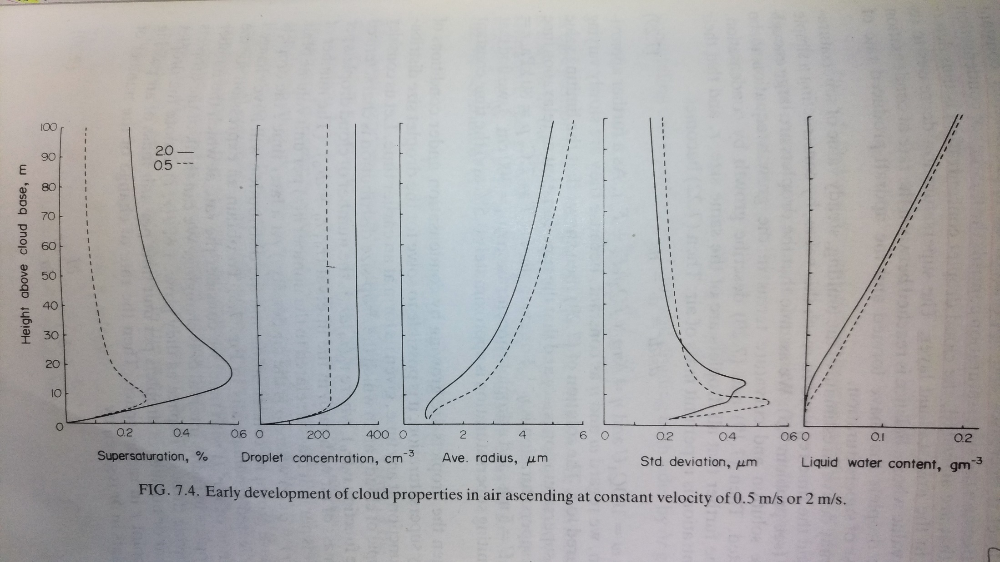 100
90
80
70
60
50
40
30
20
10
0
Height above cloud base, m
2.0
0.5
0.2 0.4 0.6
0 200 400
0 2 4 6
0 0.2 0.4 0.6
0 0.1 0.2
Supersaturation, %
Droplet concentration, cm⁻³
Ave. radius, μm
Std. deviation, μm
Liquid water content, gm⁻³
FIG. 7.4. Early development of cloud properties in air ascending at constant velocity of 0.5 m/s or 2 m/s.